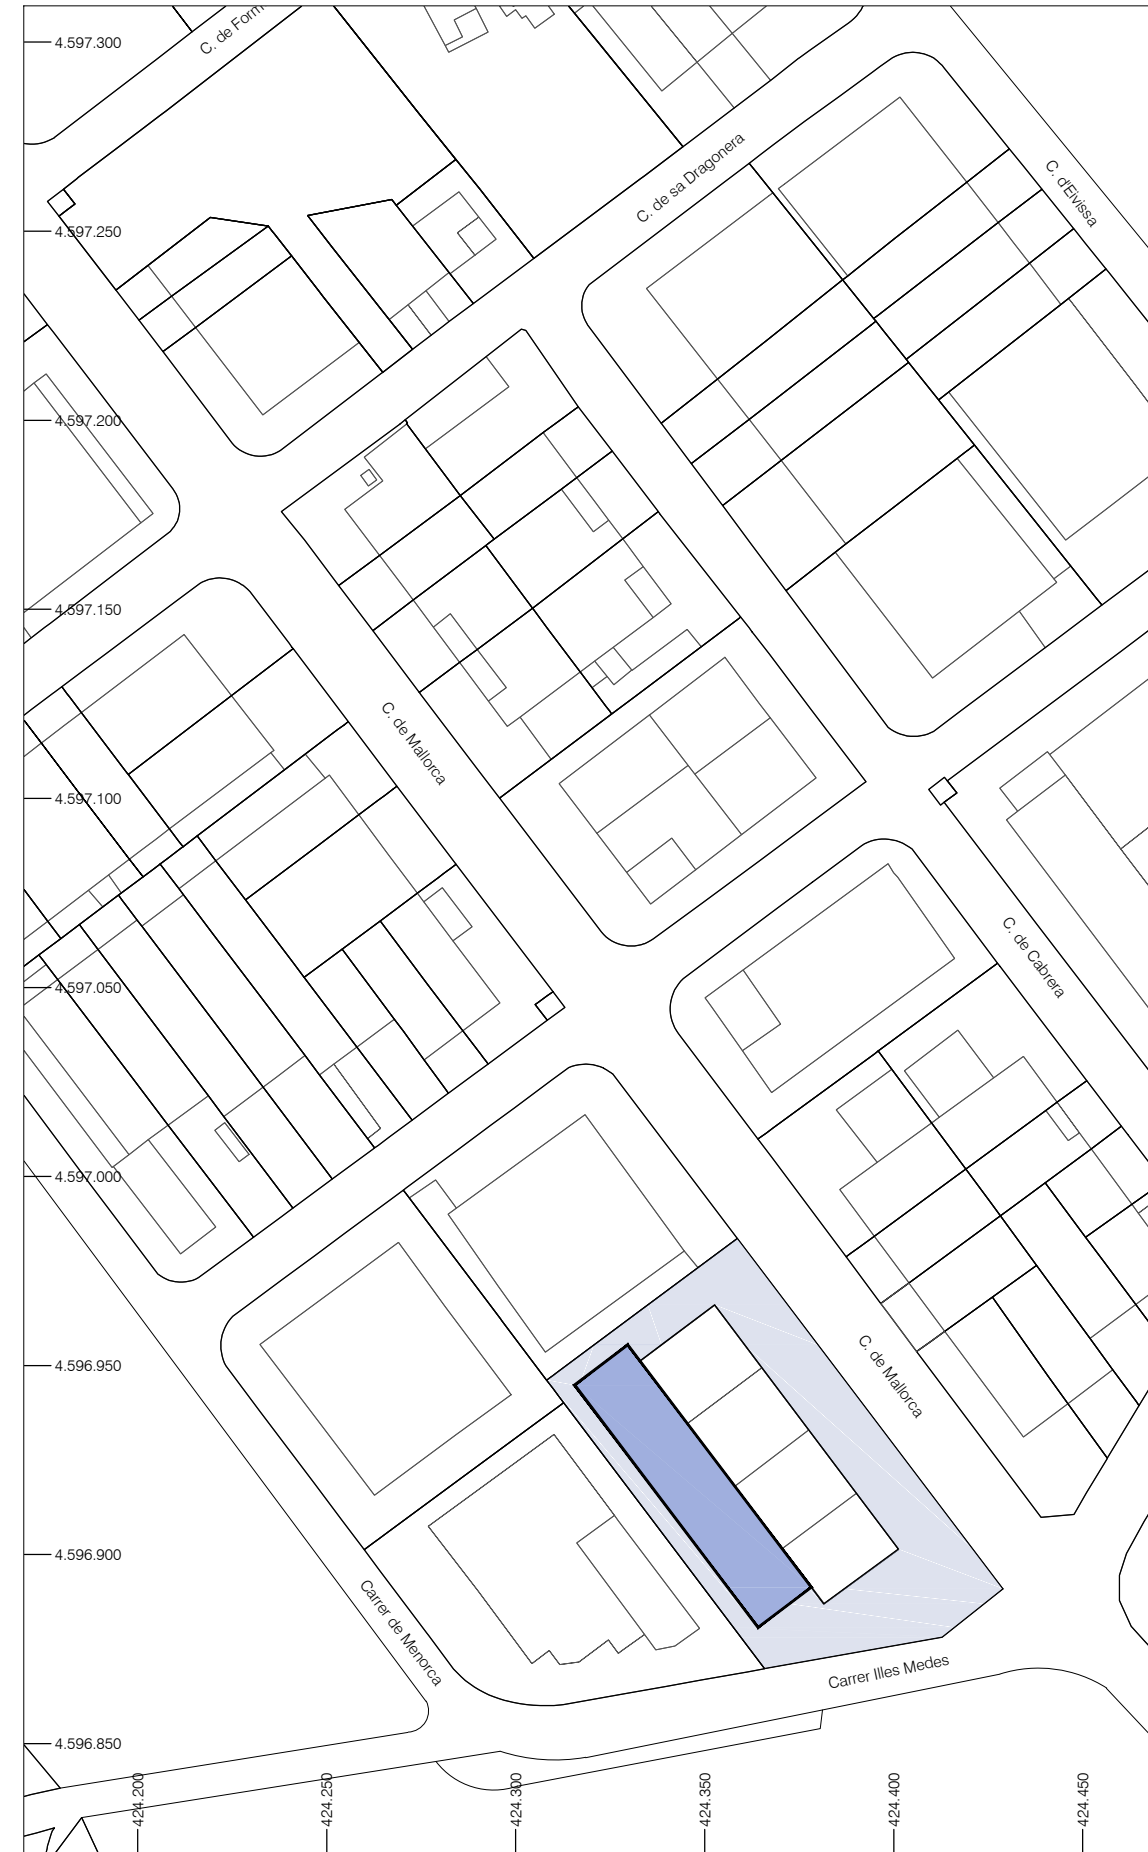 C. de Form
4.597.300
C. de sa Dragonera
C. d'Eivissa
4.597.250
4.597.200
4.597.150
C. de Mallorca
4.597.100
C. de Cabrera
4.597.050
4.597.000
C. de Mallorca
4.596.950
4.596.900
Carrer de Menorca
Carrer Illes Medes
4.596.850
424.200
424.250
424.300
424.350
424.400
424.450